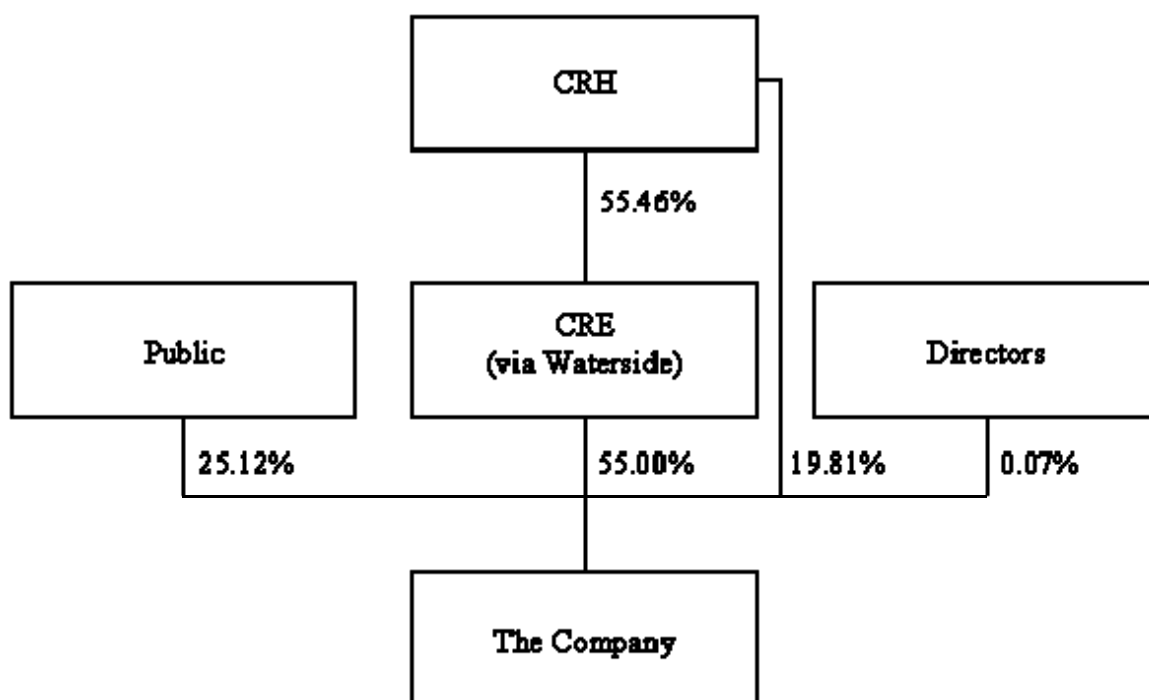 CRH
55.46%
Public
CRE
(via Waterside)
Directors
25.12%
55.00%
19.81%
0.07%
The Company